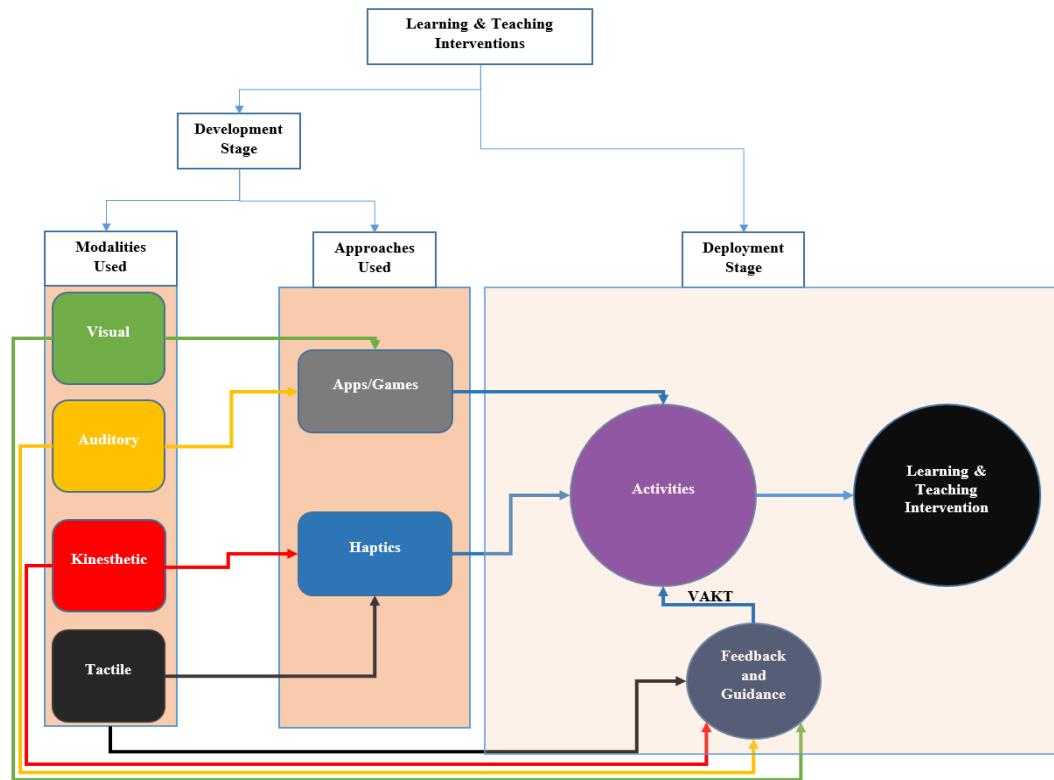 Learning & Teaching
Interventions
Development
Stage
Modalities
Used
Approaches
Used
Deployment
Stage
Visual
Apps/Games
Auditory
Activities
Learning &
Teaching
Intervention
Kinesthetic
Haptics
VAKT
Tactile
Feedback
and
Guidance